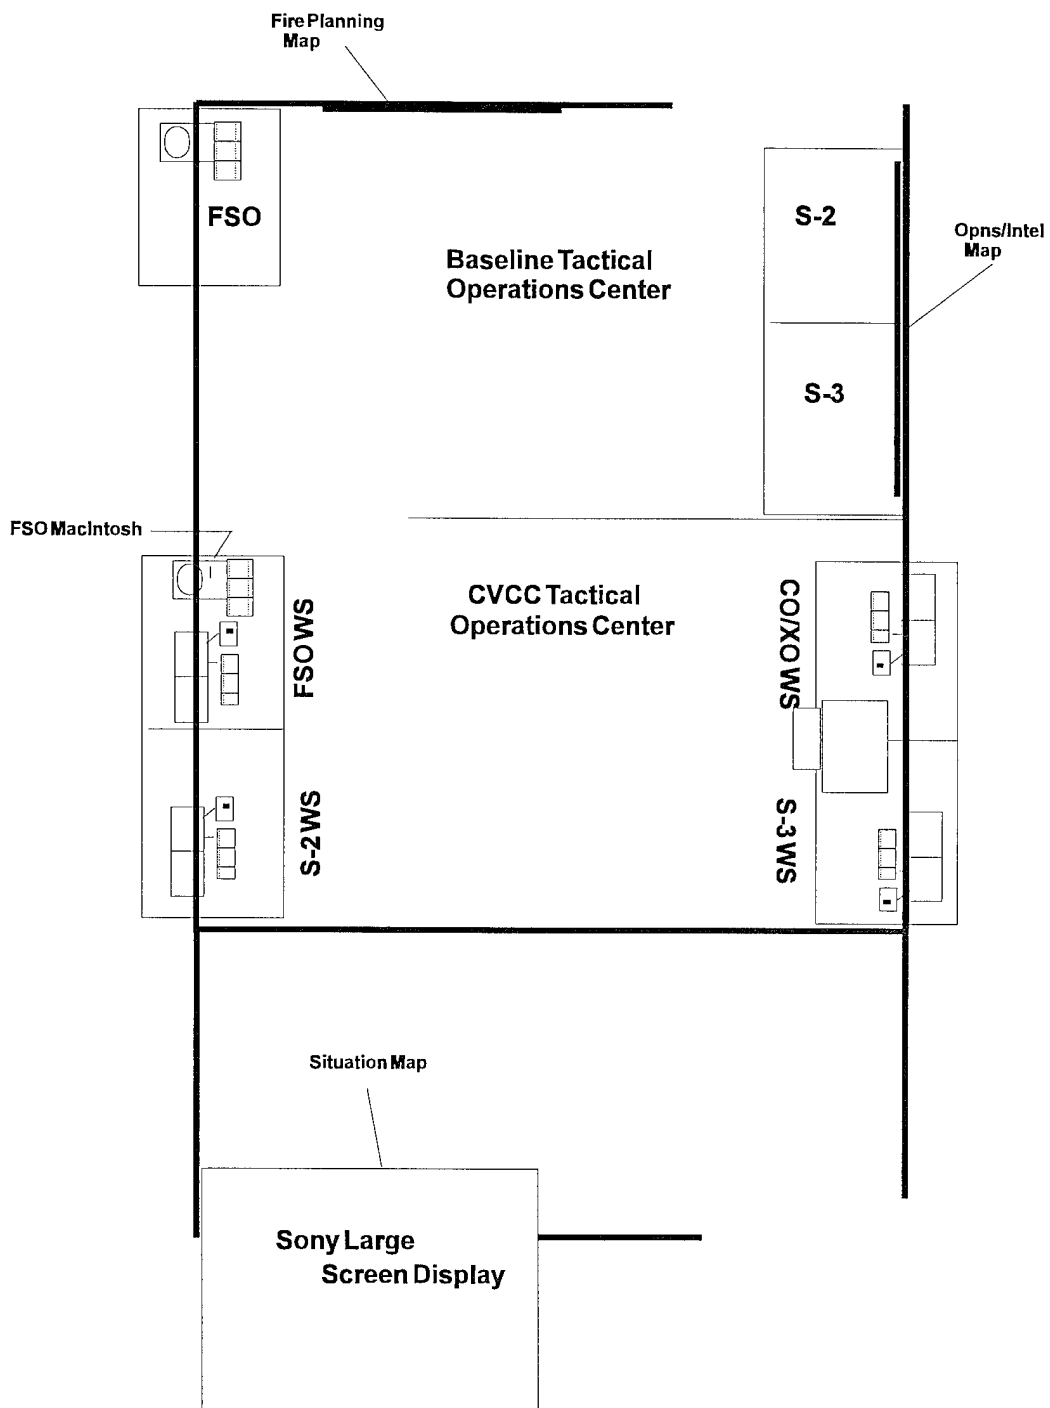 Fire Planning
Map
FSO
S-2
Opns/Intel
Map
Baseline Tactical
Operations Center
S-3
FSO MacIntosh
CVCC Tactical
Operations Center
FSO WS
CO/XO WS
S-2 WS
S-3 WS
Situation Map
Sony Large
Screen Display